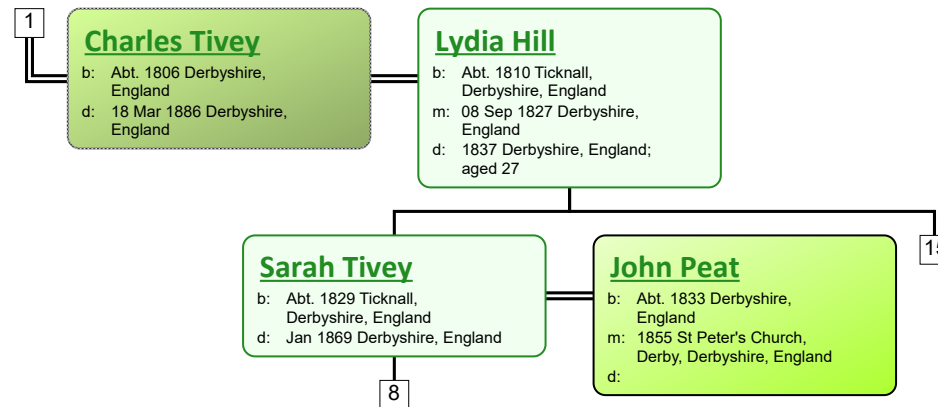 1
Charles Tivey
b: Abt. 1806 Derbyshire,
England
d: 18 Mar 1886 Derbyshire,
England
Lydia Hill
b: Abt. 1810 Ticknall,
Derbyshire, England
m: 08 Sep 1827 Derbyshire,
England
d: 1837 Derbyshire, England;
aged 27
Sarah Tivey
b: Abt. 1829 Ticknall,
Derbyshire, England
d: Jan 1869 Derbyshire, England
John Peat
b: Abt. 1833 Derbyshire,
England
m: 1855 St Peter's Church,
Derby, Derbyshire, England
d:
8